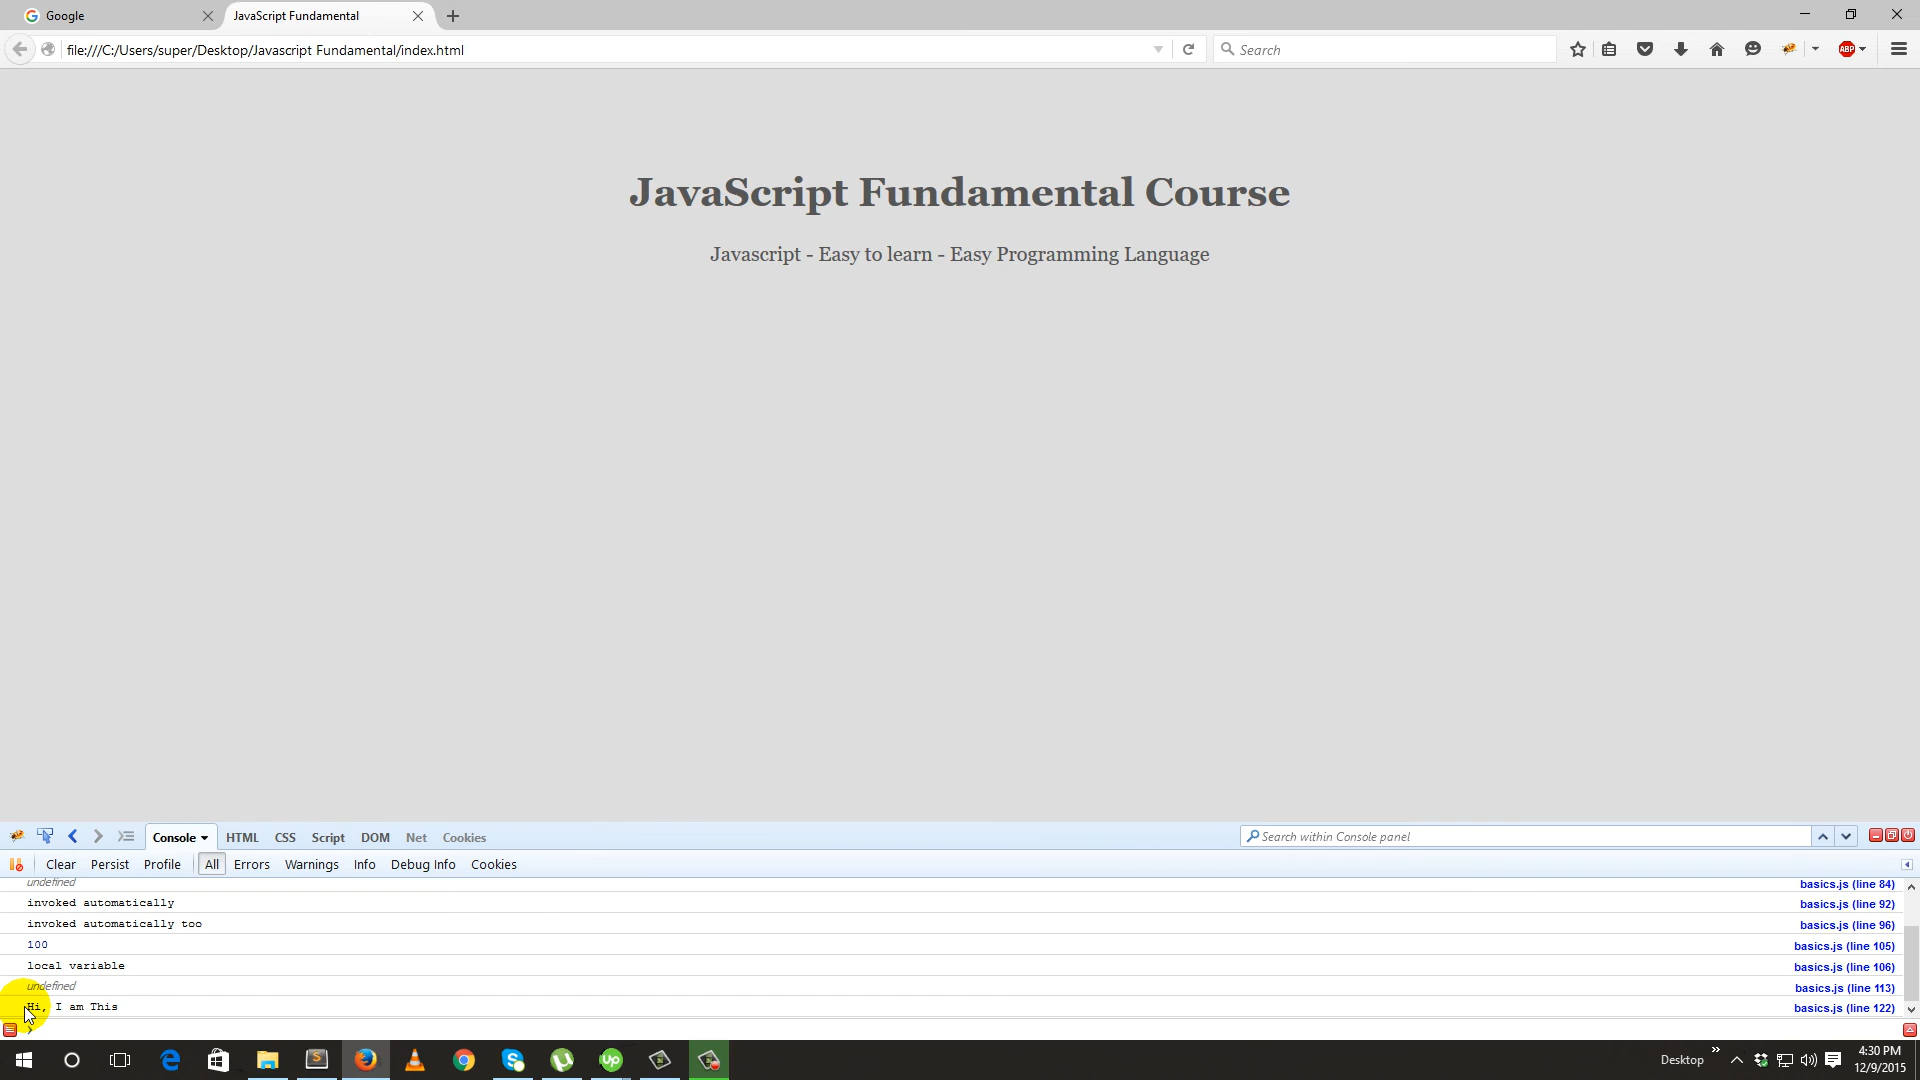 Google
JavaScript Fundamental
file:///C:/Users/super/Desktop/Javascript Fundamental/index.html
Search
ABP
JavaScript Fundamental Course
Javascript - Easy to learn - Easy Programming Language
Console HTML CSS Script DOM Net Cookies
Search within Console panel
Clear Persist Profile All Errors Warnings Info Debug Info Cookies
undefined basics.js (line 84)
invoked automatically basics.js (line 92)
invoked automatically too basics.js (line 96)
100 basics.js (line 105)
local variable basics.js (line 106)
undefined basics.js (line 113)
Hi, I am This basics.js (line 122)
Desktop
4:30 PM
12/9/2015